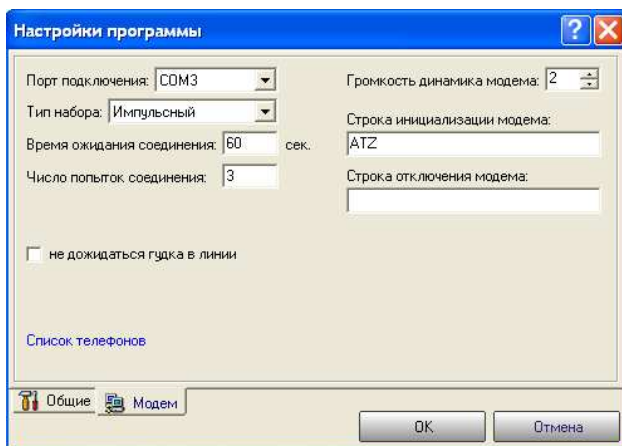 Настройки программы
Порт подключения: COM3
Тип набора: Импульсный
Время ожидания соединения: 60 сек.
Число попыток соединения: 3
не дожидаться гудка в линии
Список телефонов
Громкость динамика модема: 2
Строка инициализации модема:
ATZ
Строка отключения модема:
Общие Модем
OK Отмена